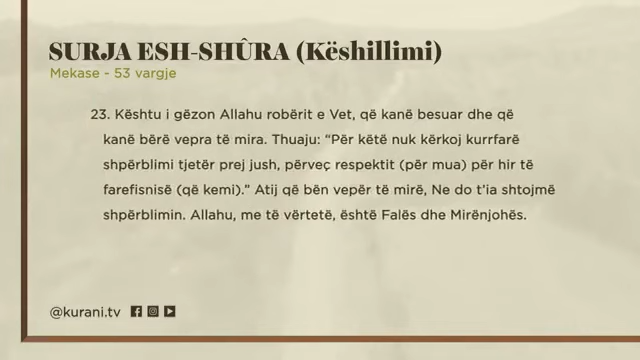 SURJA ESH-SHÛRA (Këshillimi)
Mekase - 53 vargje
23. Kështu i gëzon Allahu robërit e Vet, që kanë besuar dhe që
kanë bërë vepra të mira. Thuaju: “Për këtë nuk kërkoj kurrfarë
shpërblimi tjetër prej jush, përveç respektit (për mua) për hir të
farefisnisë (që kemi).” Atij që bën vepër të mirë, Ne do t’ia shtojmë
shpërblimin. Allahu, me të vërtetë, është Falës dhe Mirënjohës.
@kurani.tv